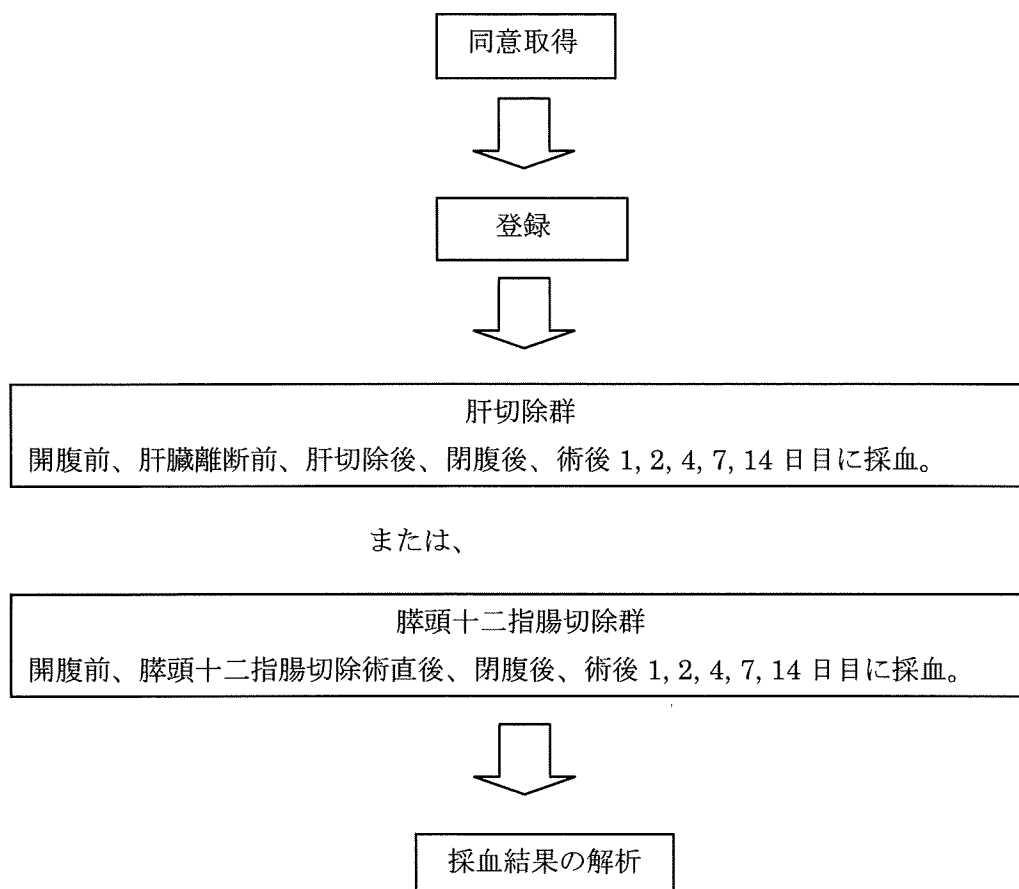 同意取得
登録
肝切除群
開腹前、肝臓離断前、肝切除後、閉腹後、術後 1, 2, 4, 7, 14 日目に採血。
または、
膵頭十二指腸切除群
開腹前、膵頭十二指腸切除術直後、閉腹後、術後 1, 2, 4, 7, 14 日目に採血。
採血結果の解析